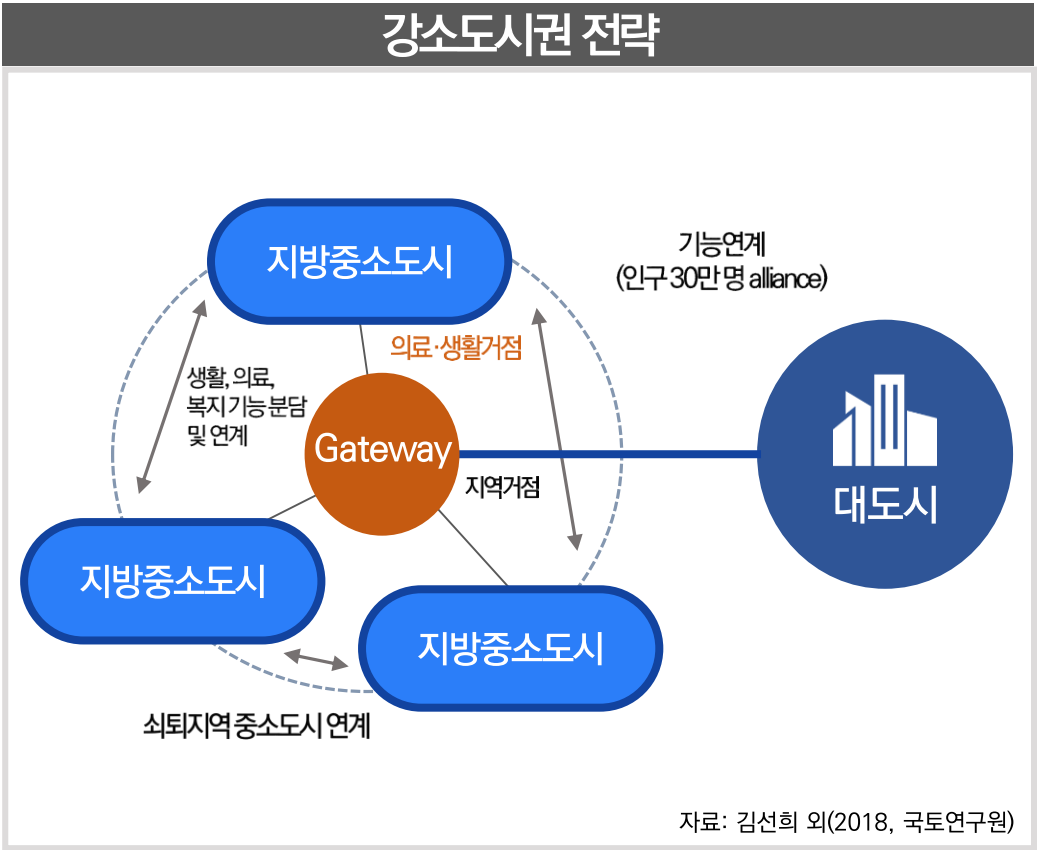 강소도시권 전략
지방중소도시
기능연계
(인구 30만 명 alliance)
의료·생활거점
생활, 의료,
복지 기능 분담
및 연계
Gateway
지역거점
대도시
지방중소도시
지방중소도시
쇠퇴지역 중소도시 연계
자료: 김선희 외(2018, 국토연구원)